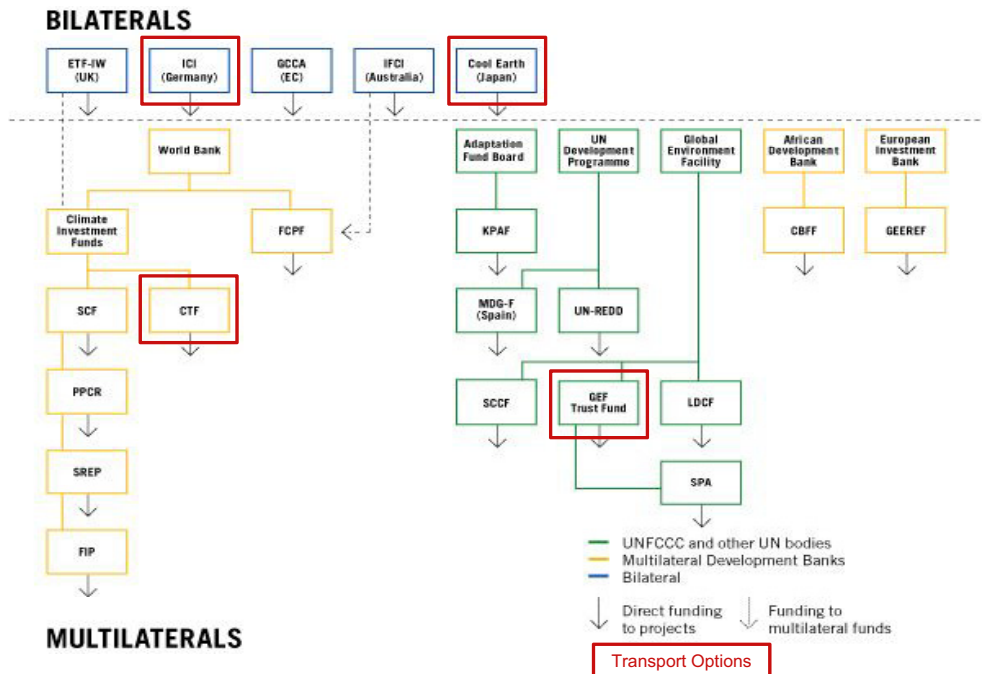 BILATERALS
ETF-IW
(UK)
ICI
(Germany)
GCCA
(EC)
IFCI
(Australia)
Cool Earth
(Japan)
World Bank
Adaptation
Fund Board
UN
Development
Programme
Global
Environment
Facility
African
Development
Bank
European
Investment
Bank
Climate
Investment
Funds
FCPF
KPAF
CBFF
GEEREF
SCF
CTF
MDG-F
(Spain)
UN-REDD
PPCR
SCCF
GEF
Trust Fund
LDCF
SREP
SPA
FIP
UNFCCC and other UN bodies
Multilateral Development Banks
Bilateral
Direct funding
to projects
Funding to
multilateral funds
MULTILATERALS
Transport Options